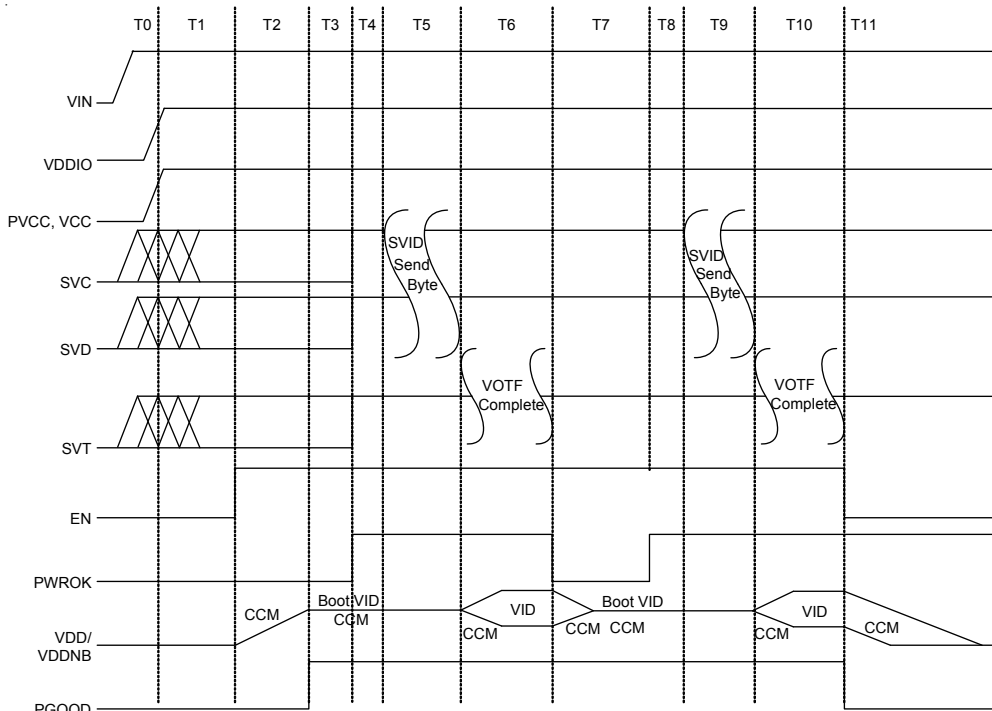 T0 T1 T2 T3 T4 T5 T6 T7 T8 T9 T10 T11
VIN
VDDIO
PVCC, VCC
SVID
Send
Byte
SVID
Send
Byte
SVC
SVD
VOTF
Complete
VOTF
Complete
SVT
EN
PWROK
CCM
Boot VID
CCM
CCM
VID
CCM
Boot VID
CCM
CCM
VID
CCM
VDD/
VDDNB
PGOOD